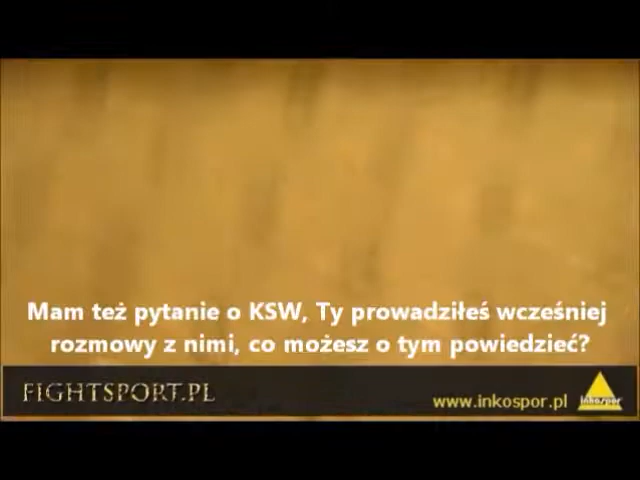 Mam też pytanie o KSW, Ty prowadziłeś wcześniej
rozmowy z nimi, co możesz o tym powiedzieć?
FIGHTSPORT.PL
www.inkospor.pl
inkospor